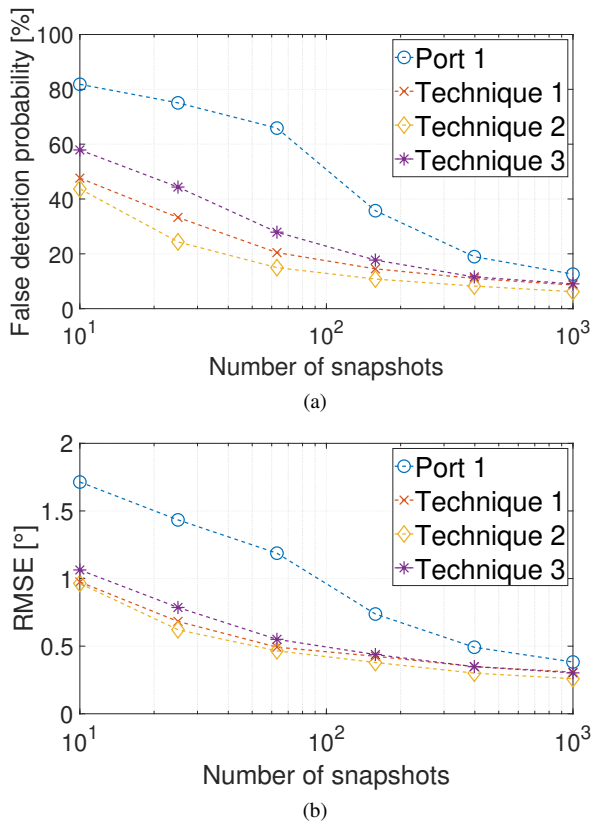 False detection probability [%]
100
80
60
40
20
0
Port 1
Technique 1
Technique 2
Technique 3
10^1
10^2
10^3
Number of snapshots
(a)
RMSE [°]
2
1.5
1
0.5
0
Port 1
Technique 1
Technique 2
Technique 3
10^1
10^2
10^3
Number of snapshots
(b)